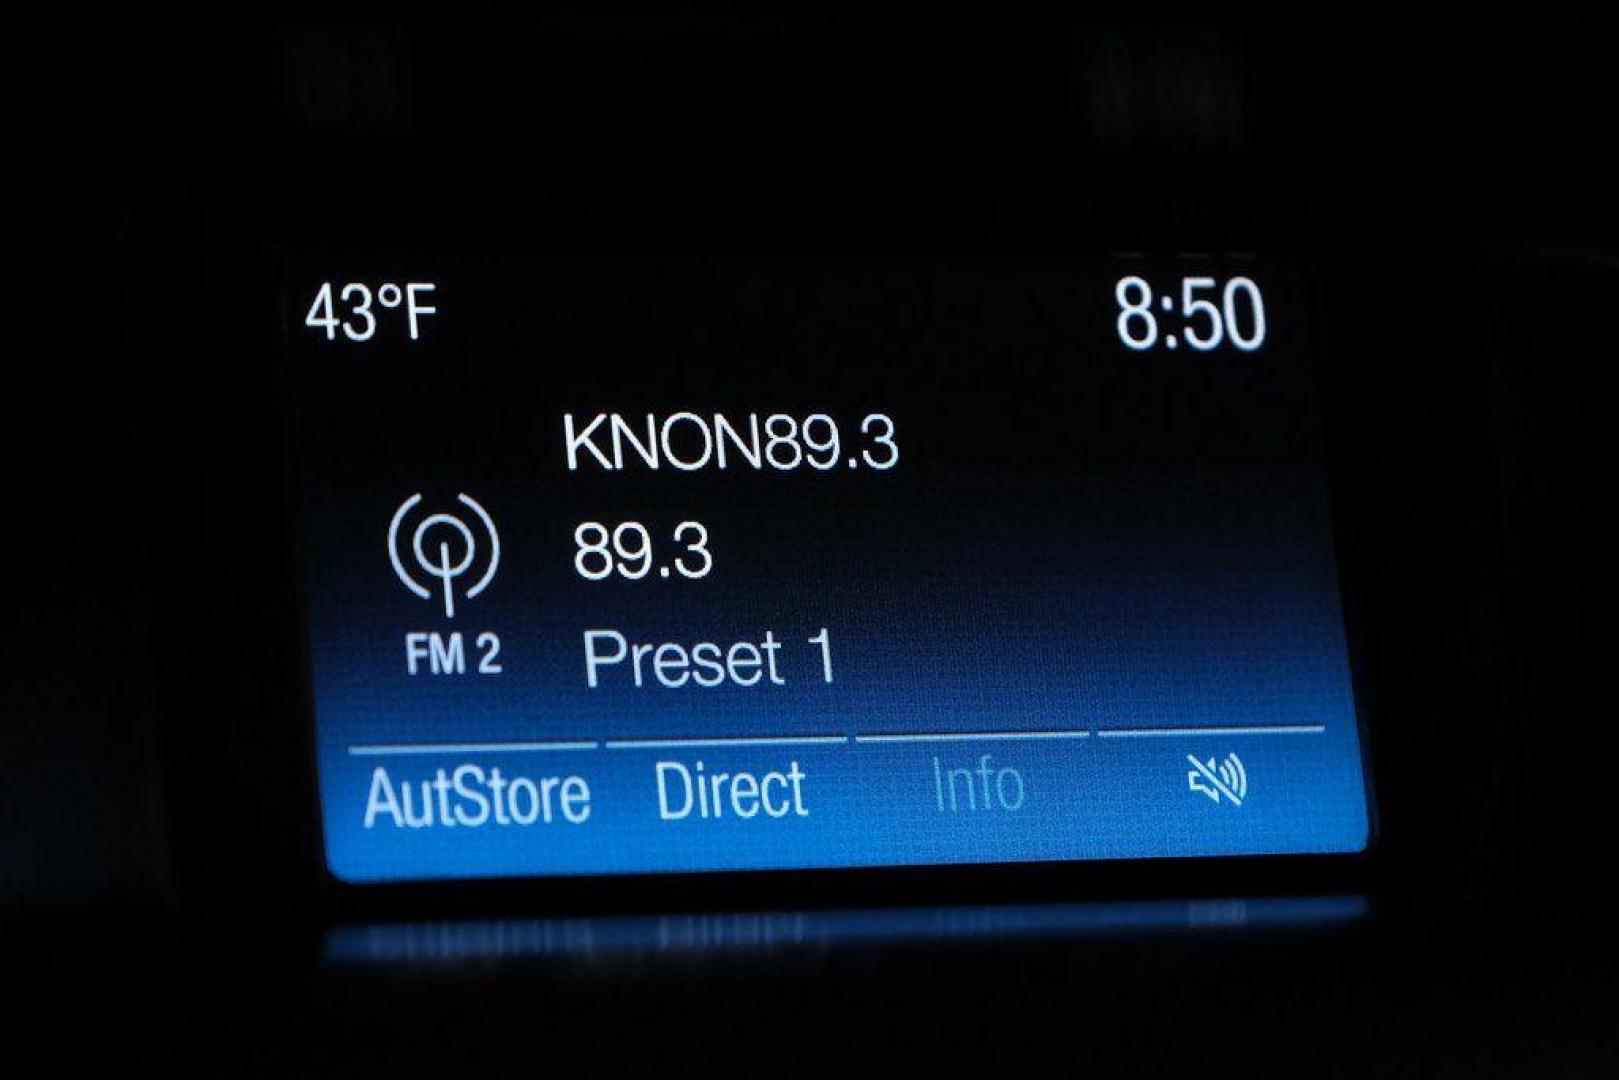 43°F 8:50
KNON89.3
89.3
FM 2 Preset 1
AutStore Direct Info